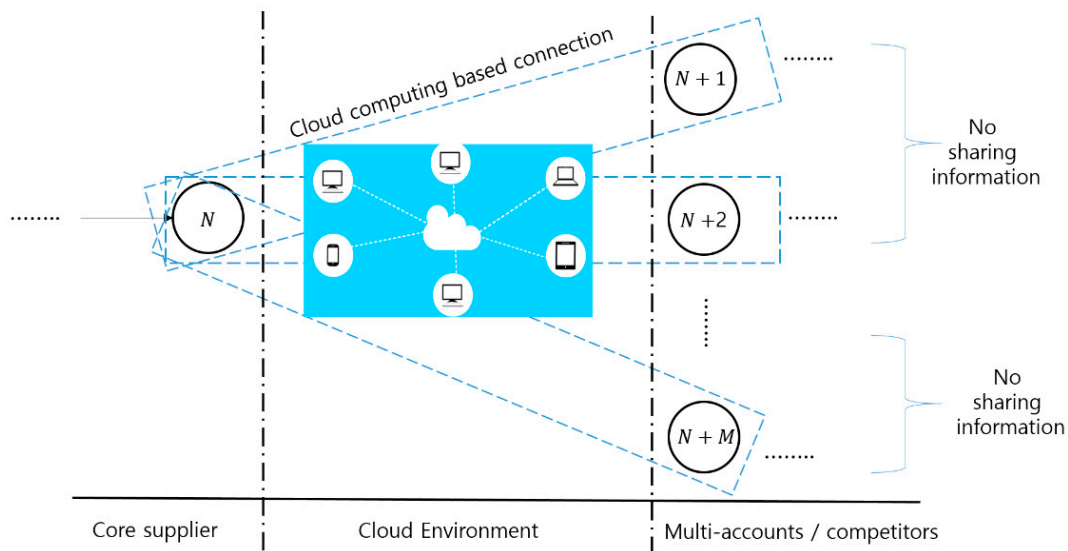 Cloud computing based connection
N + 1
No
sharing
information
N
N +2
N + M
No
sharing
information
Core supplier
Cloud Environment
Multi-accounts / competitors